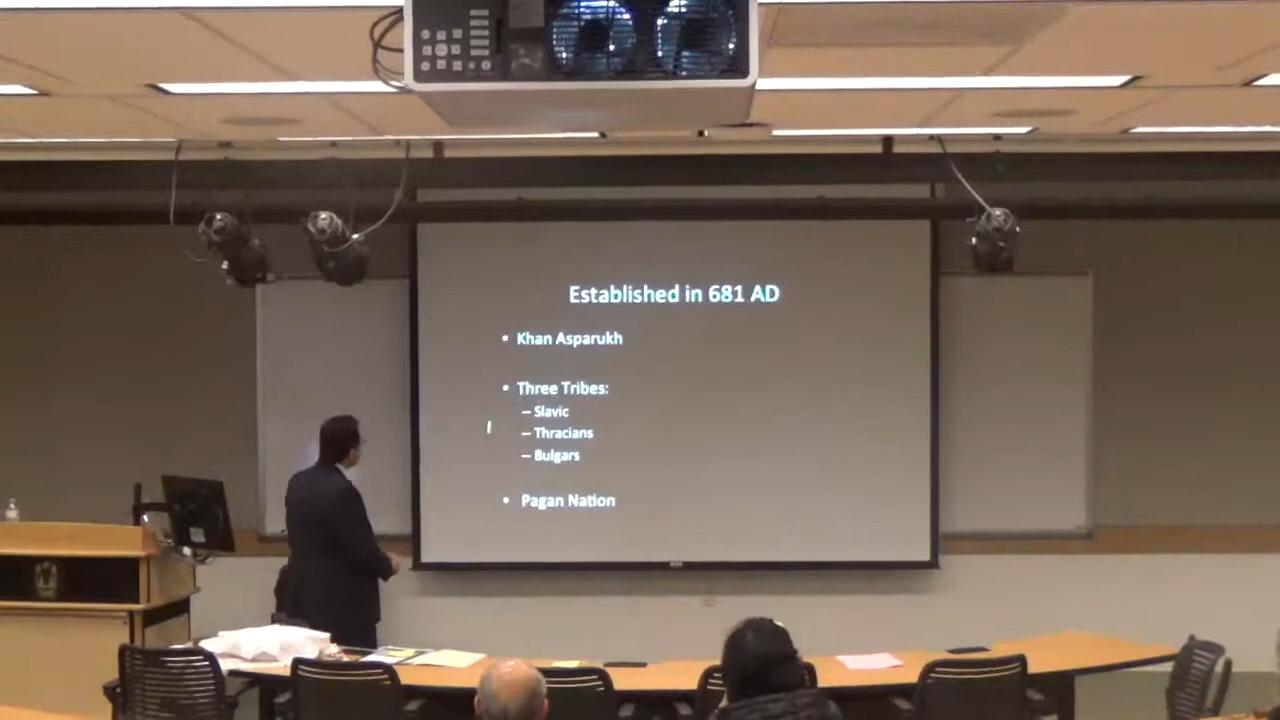 Established in 681 AD
• Khan Asparukh
• Three Tribes:
– Slavic
– Thracians
– Bulgars
• Pagan Nation